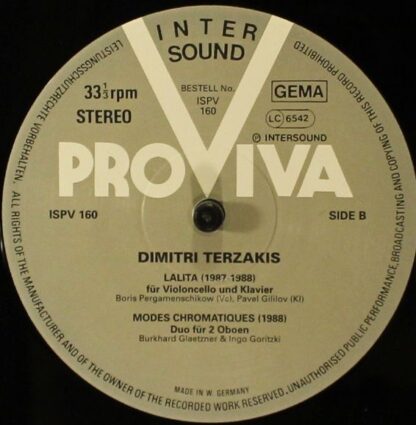 INTER
SOUND
33 1/3 rpm
STEREO
BESTELL No.
ISPV
160
GEMA
LC 6542
Ⓟ INTERSOUND
PROVIVA
ISPV 160
SIDE B
DIMITRI TERZAKIS
LALITA (1987-1988)
für Violoncello und Klavier
Boris Pergamenschikow (Vc), Pavel Gililov (Kl)
MODES CHROMATIQUES (1988)
Duo für 2 Oboen
Burkhard Glaetzner & Ingo Goritzki
MADE IN W. GERMANY
LEISTUNGSSCHUTZRECHTE VORBEHALTEN. ALL RIGHTS OF THE MANUFACTURER AND OF THE OWNER OF THE RECORDED WORK RESERVED. UNAUTHORISED PUBLIC PERFORMANCE, BROADCASTING AND COPYING OF THIS RECORD PROHIBITED